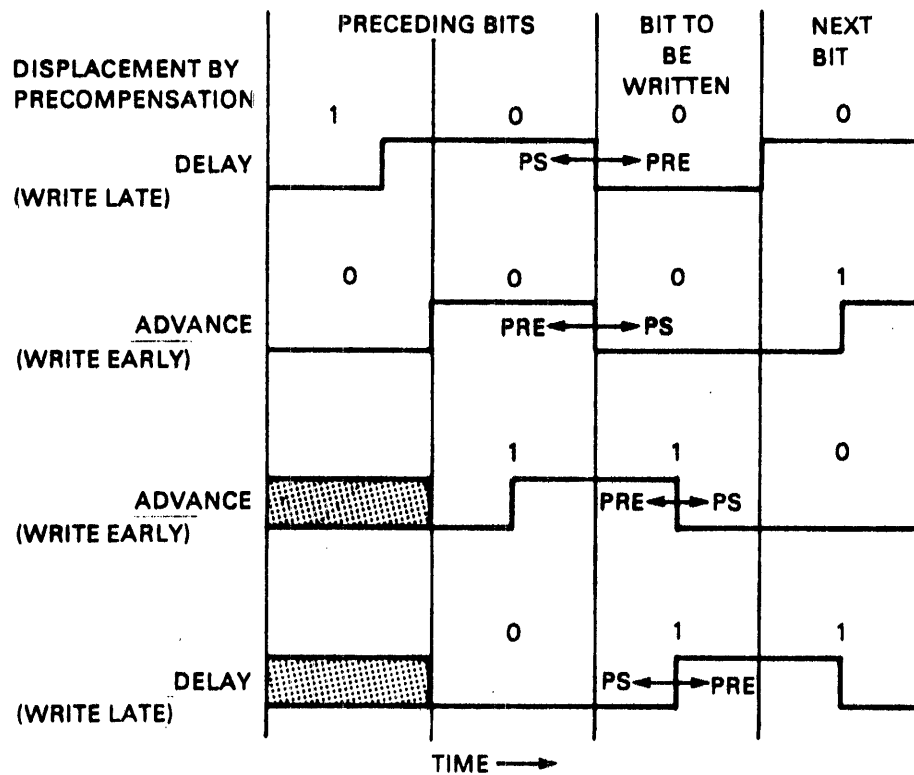 PRECEDING BITS
BIT TO BE WRITTEN
NEXT BIT
DISPLACEMENT BY PRECOMPENSATION
1 0 0 0
DELAY
PS PRE
(WRITE LATE)
0 0 0 1
ADVANCE
PRE PS
(WRITE EARLY)
1 1 0
ADVANCE
PRE PS
(WRITE EARLY)
0 1 1
DELAY
PS PRE
(WRITE LATE)
TIME